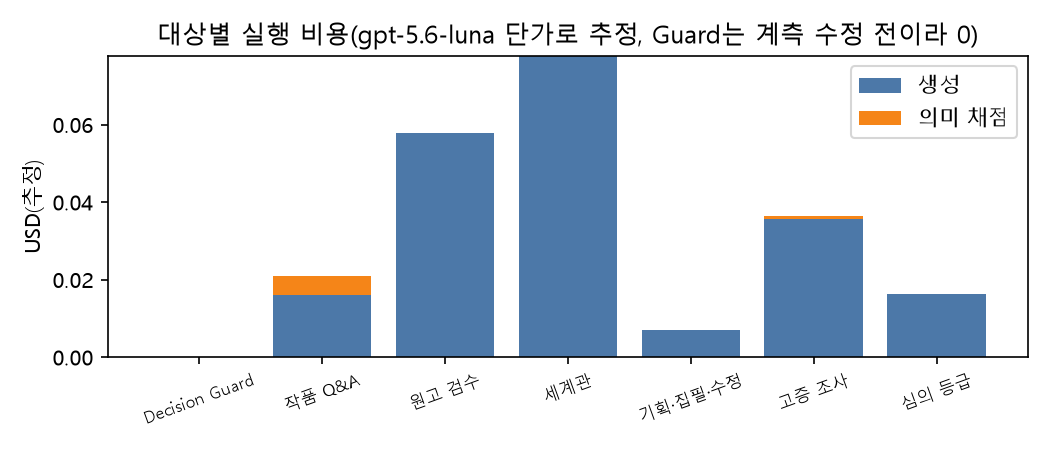 대상별 실행 비용(gpt-5.6-luna 단가로 추정, Guard는 계측 수정 전이라 0)
생성
의미 채점
USD(추정)
0.06
0.04
0.02
0.00
Decision Guard
작품 Q&A
원고 검수
세계관
기획·집필·수정
고증 조사
심의 등급